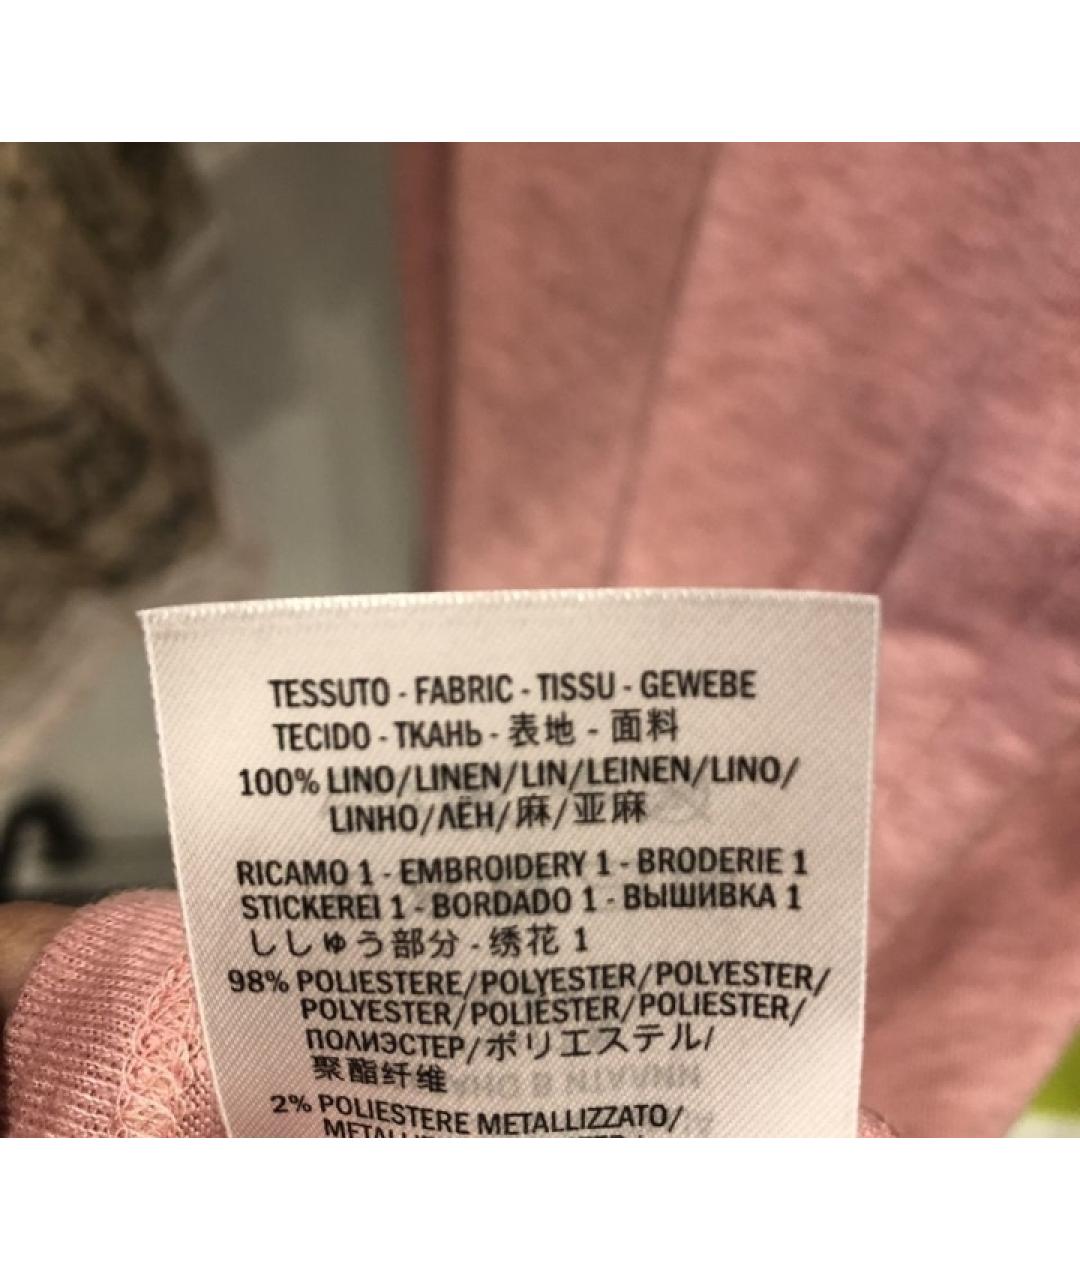 TESSUTO - FABRIC - TISSU - GEWEBE
TECIDO - ТКАНЬ - 表地 - 面料
100% LINO/LINEN/LIN/LEINEN/LINO/
LINHO/ЛЁН/麻/亚麻
RICAMO 1 - EMBROIDERY 1 - BRODERIE 1
STICKEREI 1 - BORDADO 1 - ВЫШИВКА 1
ししゅう部分 - 绣花 1
98% POLIESTERE/POLYESTER/POLYESTER/
POLYESTER/POLIÉSTER/POLIESTER/
ПОЛИЭСТЕР/ポリエステル/
聚酯纤维
2% POLIESTERE METALLIZZATO/